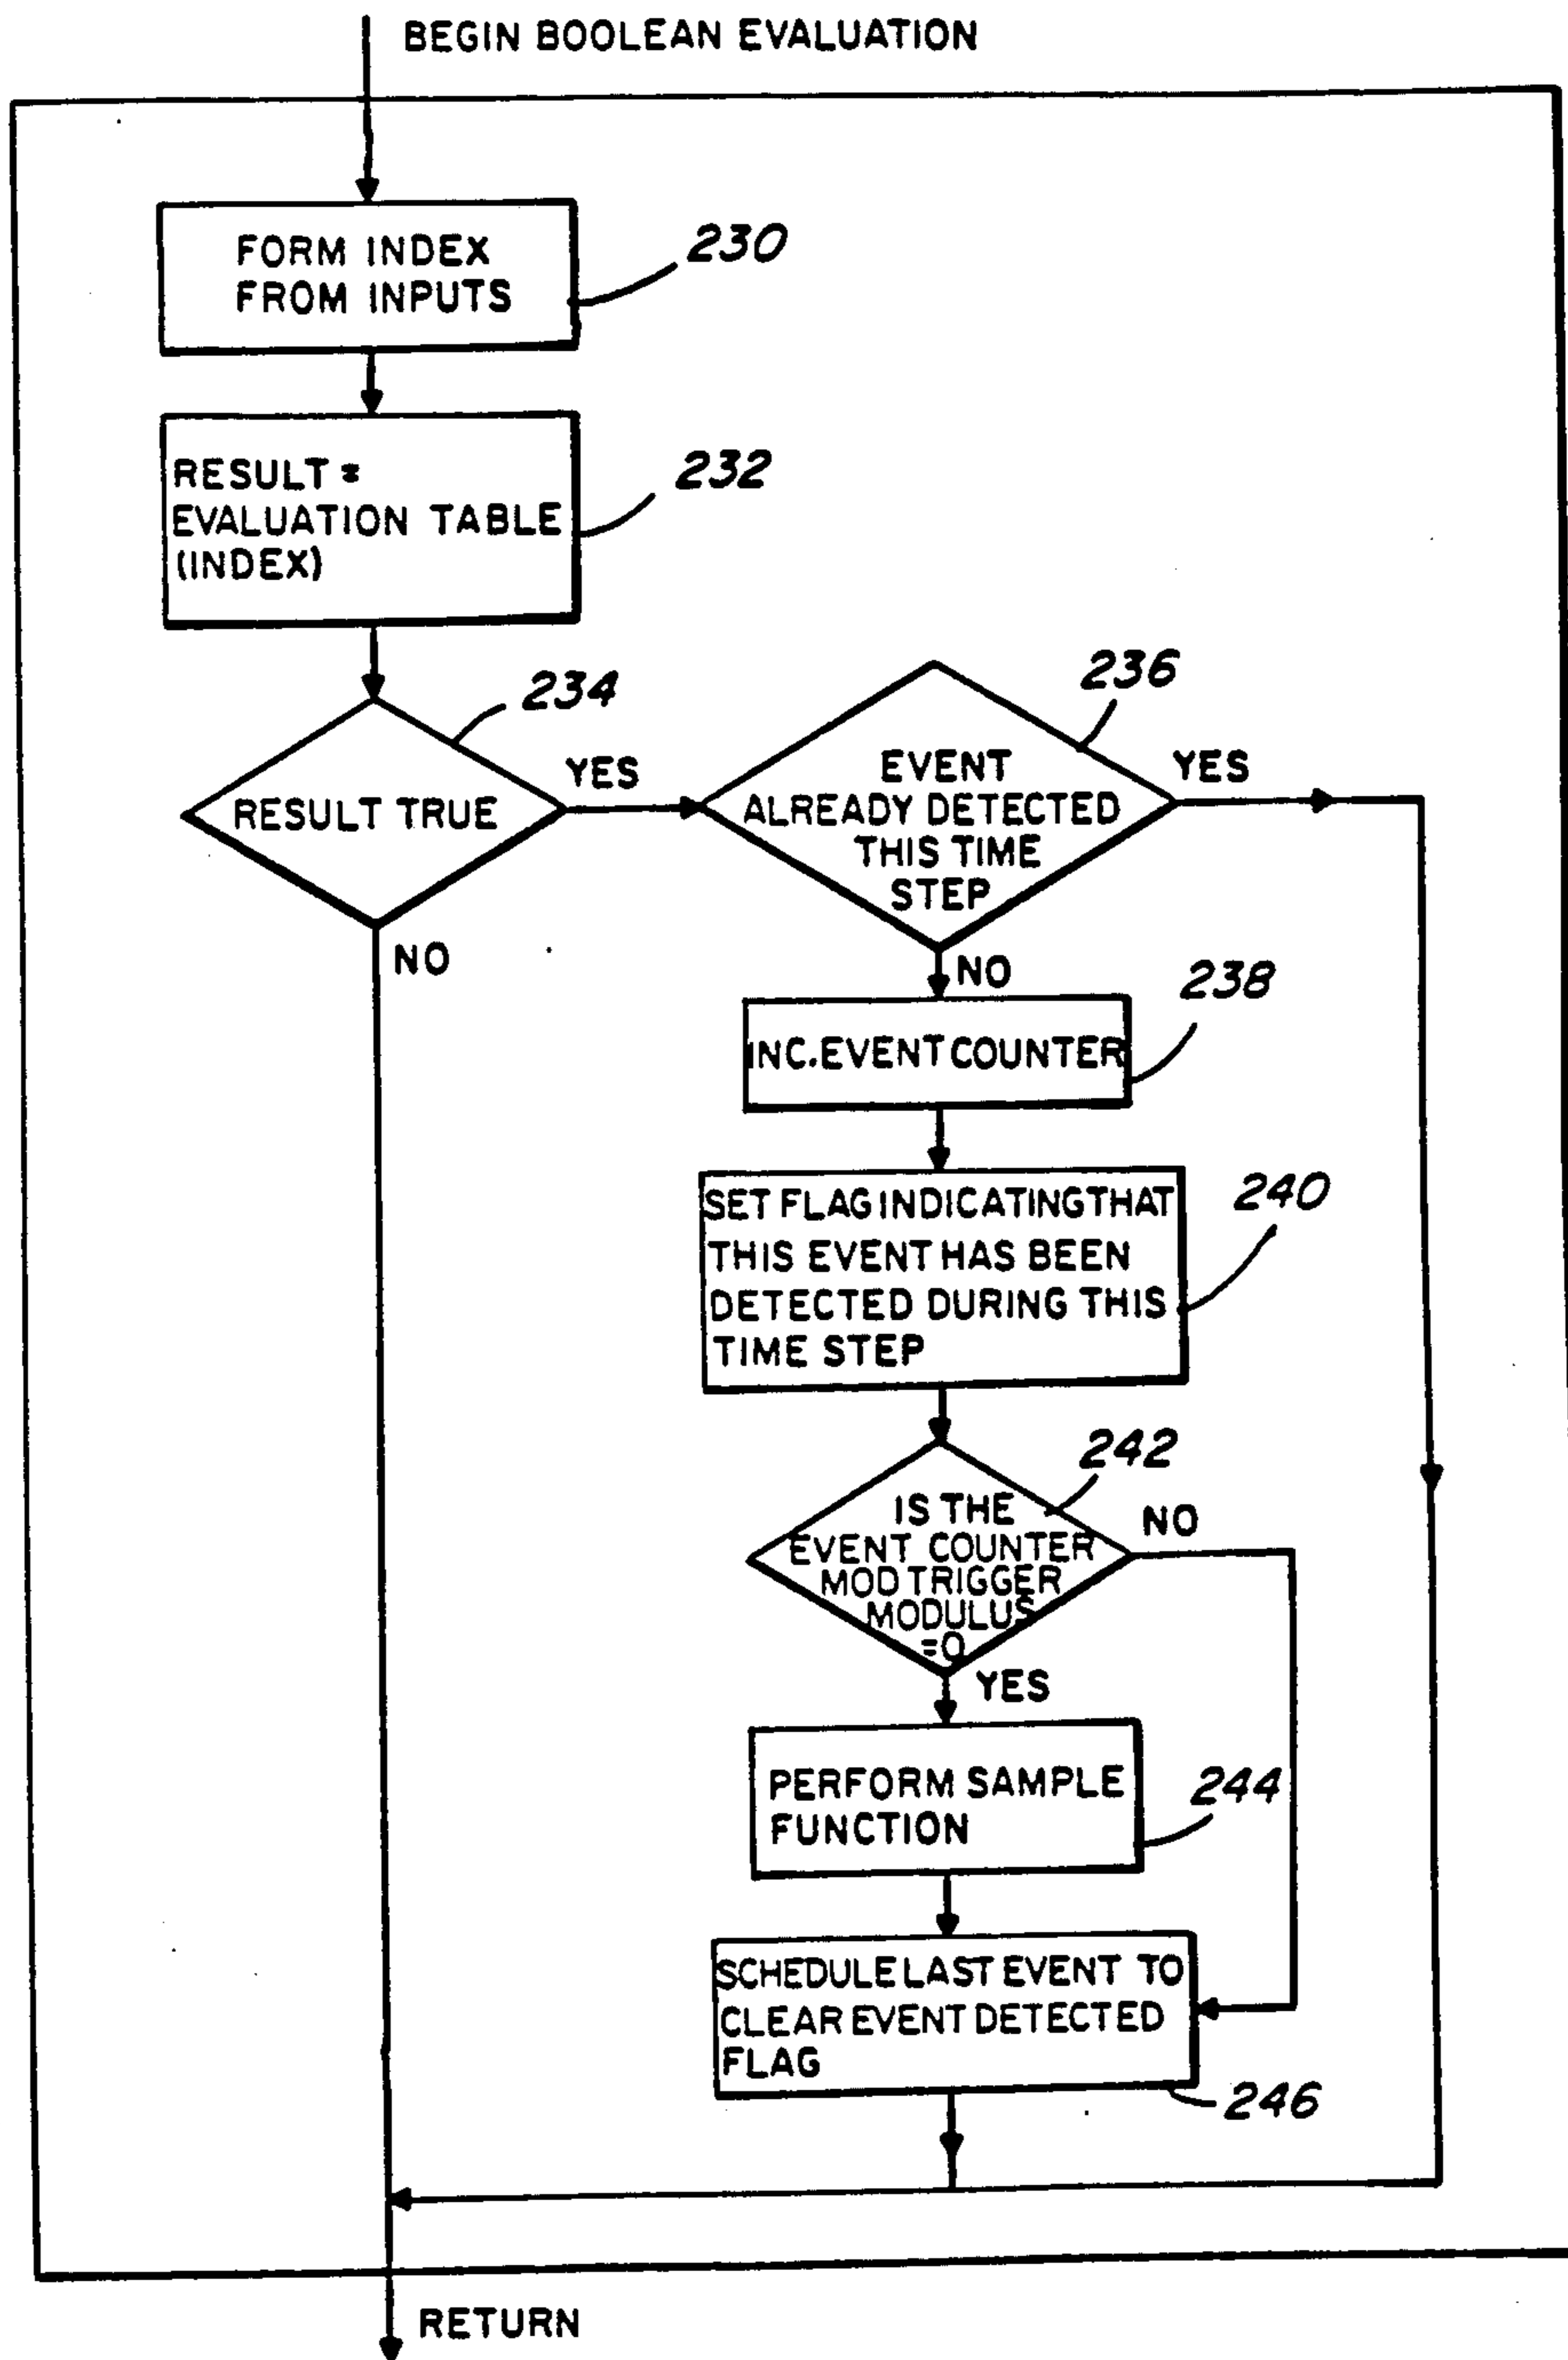 BEGIN BOOLEAN EVALUATION
FORM INDEX
FROM INPUTS
230
RESULT =
EVALUATION TABLE
(INDEX)
232
234
RESULT TRUE
YES
NO
236
EVENT
ALREADY DETECTED
THIS TIME
STEP
YES
NO
238
INC. EVENT COUNTER
SET FLAG INDICATING THAT
THIS EVENT HAS BEEN
DETECTED DURING THIS
TIME STEP
240
242
IS THE
EVENT COUNTER
MOD TRIGGER
MODULUS
=0
NO
YES
PERFORM SAMPLE
FUNCTION
244
SCHEDULE LAST EVENT TO
CLEAR EVENT DETECTED
FLAG
246
RETURN